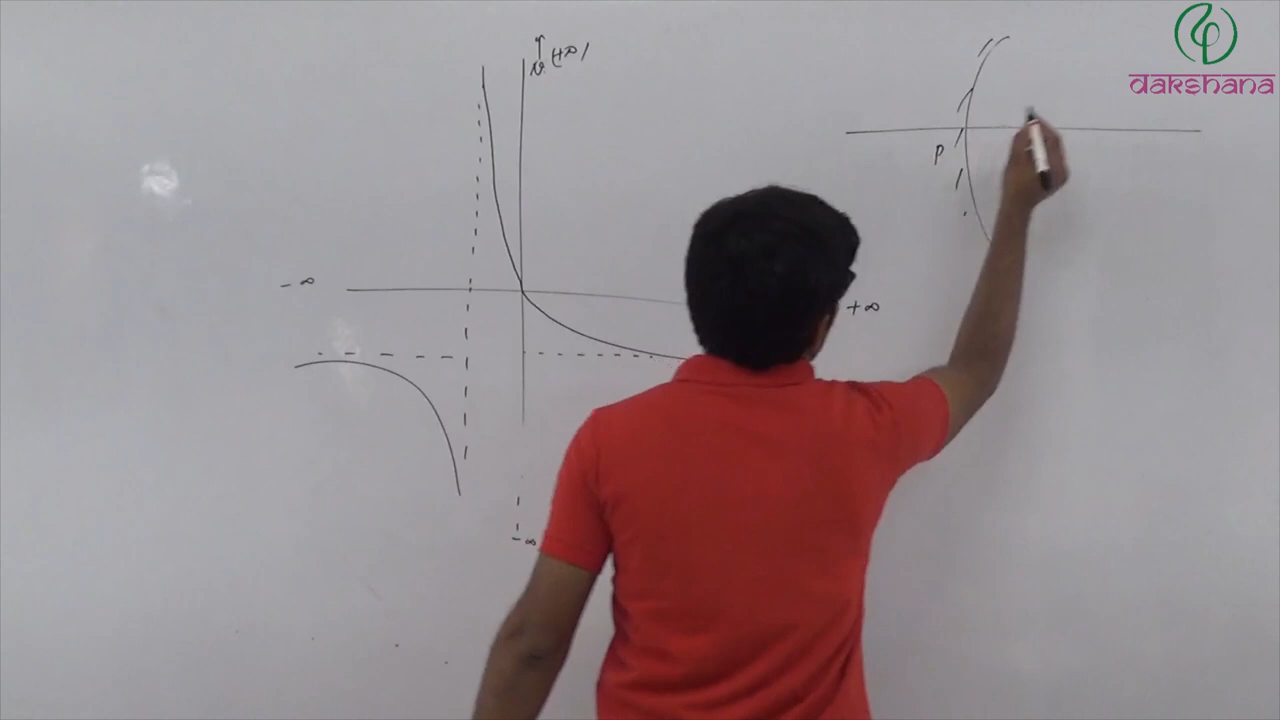 (+∞)
- ∞
+ ∞
- ∞
P
dakshana